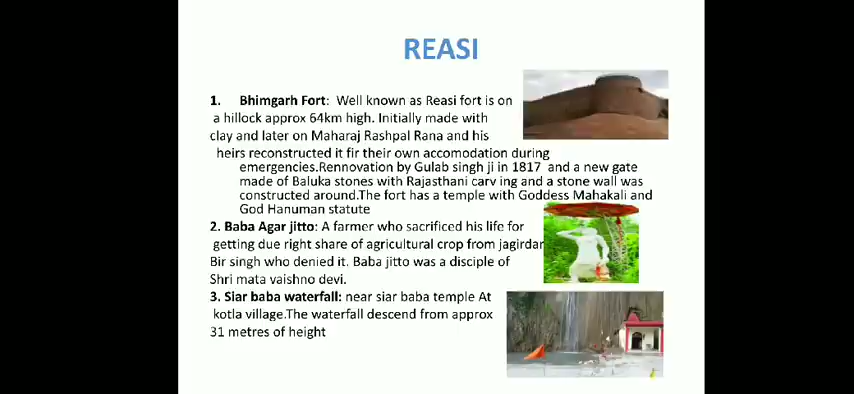 REASI
1. Bhimgarh Fort: Well known as Reasi fort is on
a hillock approx 64km high. Initially made with
clay and later on Maharaj Rashpal Rana and his
heirs reconstructed it fir their own accomodation during
emergencies.Rennovation by Gulab singh ji in 1817 and a new gate
made of Baluka stones with Rajasthani carv ing and a stone wall was
constructed around.The fort has a temple with Goddess Mahakali and
God Hanuman statute
2. Baba Agar jitto: A farmer who sacrificed his life for
getting due right share of agricultural crop from jagirdar
Bir singh who denied it. Baba jitto was a disciple of
Shri mata vaishno devi.
3. Siar baba waterfall: near siar baba temple At
kotla village.The waterfall descend from approx
31 metres of height